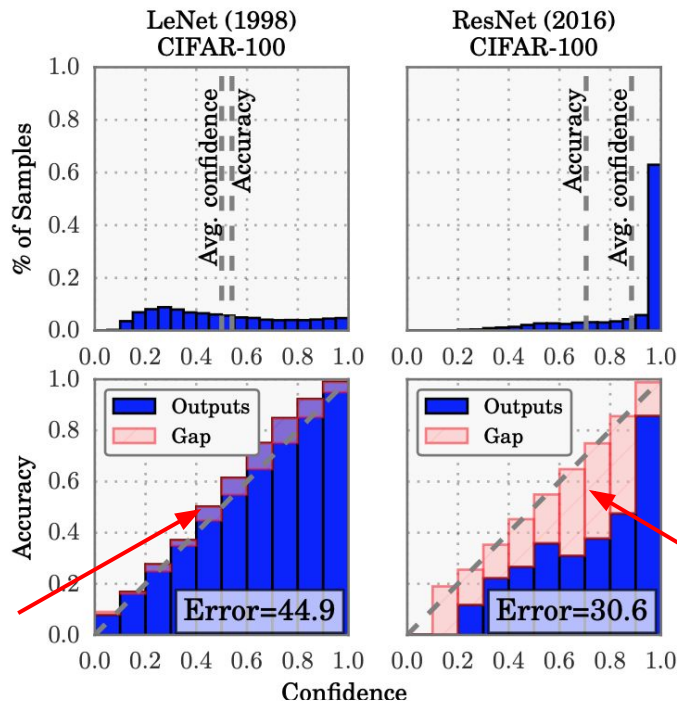 LeNet (1998)
CIFAR-100
ResNet (2016)
CIFAR-100
% of Samples
1.0
0.8
0.6
0.4
0.2
0.0
Avg. confidence
Accuracy
Accuracy
Avg. confidence
0.0 0.2 0.4 0.6 0.8 1.0
0.0 0.2 0.4 0.6 0.8 1.0
Accuracy
1.0
0.8
0.6
0.4
0.2
0.0
Outputs
Gap
Error=44.9
Outputs
Gap
Error=30.6
0.0 0.2 0.4 0.6 0.8 1.0
0.0 0.2 0.4 0.6 0.8 1.0
Confidence